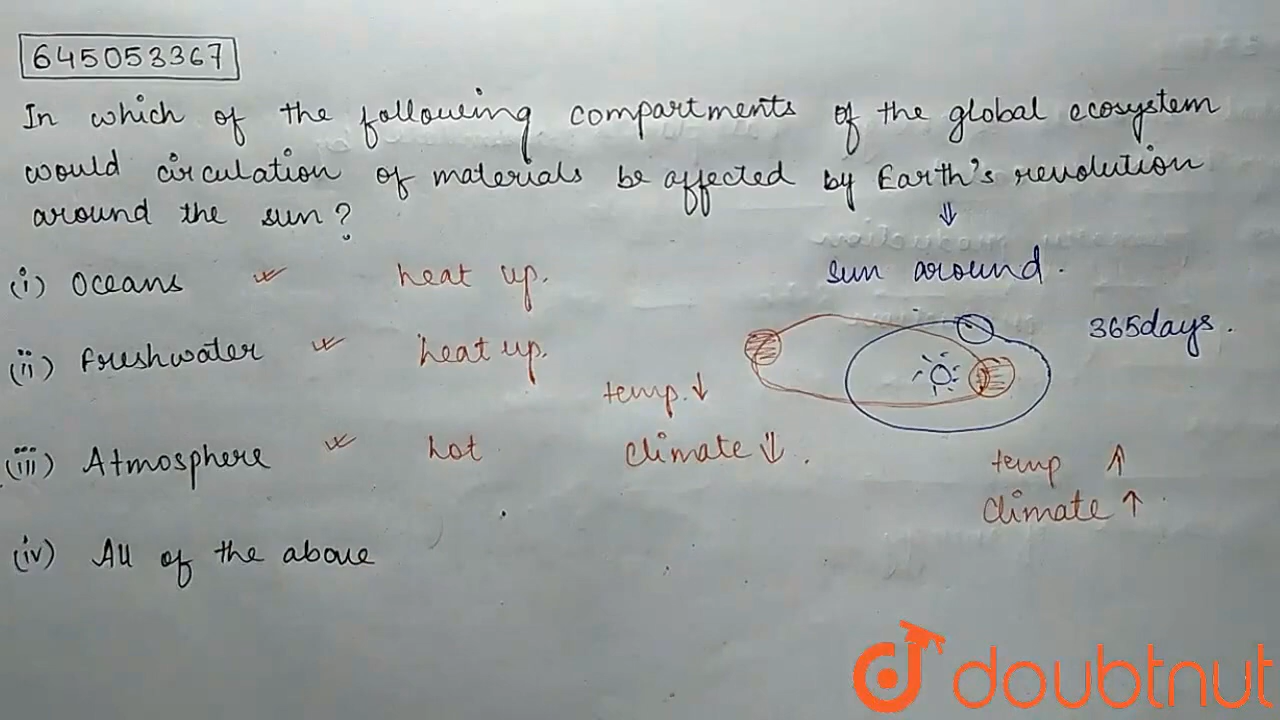 645053367
In which of the following compartments of the global ecosystem
would circulation of materials be affected by Earth's revolution
around the sun?
⇓
sun around.
(i) Oceans ✓ heat up.
365days.
(ii) Freshwater ✓ heat up.
temp. ↓
(iii) Atmosphere ✓ hot
climate ⇓.
temp ↑
climate ↑
(iv) All of the above
doubtnut